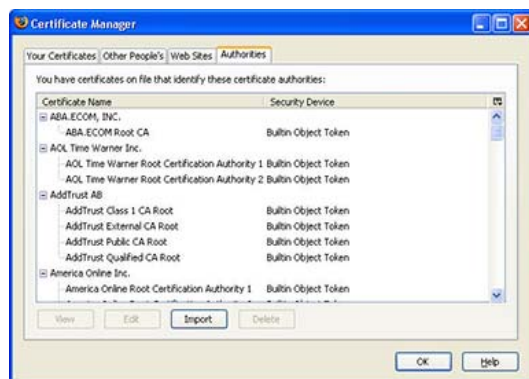 Certificate Manager
Your Certificates Other People's Web Sites Authorities
You have certificates on file that identify these certificate authorities:
Certificate Name Security Device
ABA.ECOM, INC.
ABA.ECOM Root CA Builtin Object Token
AOL Time Warner Inc.
AOL Time Warner Root Certification Authority 1 Builtin Object Token
AOL Time Warner Root Certification Authority 2 Builtin Object Token
AddTrust AB
AddTrust Class 1 CA Root Builtin Object Token
AddTrust External CA Root Builtin Object Token
AddTrust Public CA Root Builtin Object Token
AddTrust Qualified CA Root Builtin Object Token
America Online Inc.
America Online Root Certification Authority 1 Builtin Object Token
View Edit Import Delete
OK Help